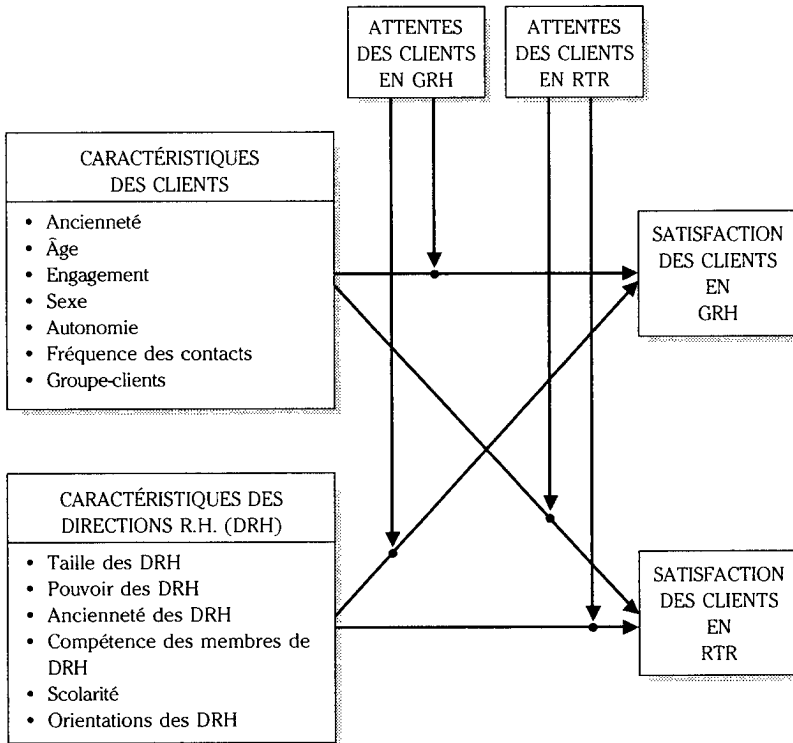 ATTENTES
DES CLIENTS
EN GRH
ATTENTES
DES CLIENTS
EN RTR
CARACTÉRISTIQUES
DES CLIENTS
• Ancienneté
• Âge
• Engagement
• Sexe
• Autonomie
• Fréquence des contacts
• Groupe-clients
SATISFACTION
DES CLIENTS
EN
GRH
CARACTÉRISTIQUES DES
DIRECTIONS R.H. (DRH)
• Taille des DRH
• Pouvoir des DRH
• Ancienneté des DRH
• Compétence des membres de
DRH
• Scolarité
• Orientations des DRH
SATISFACTION
DES CLIENTS
EN
RTR